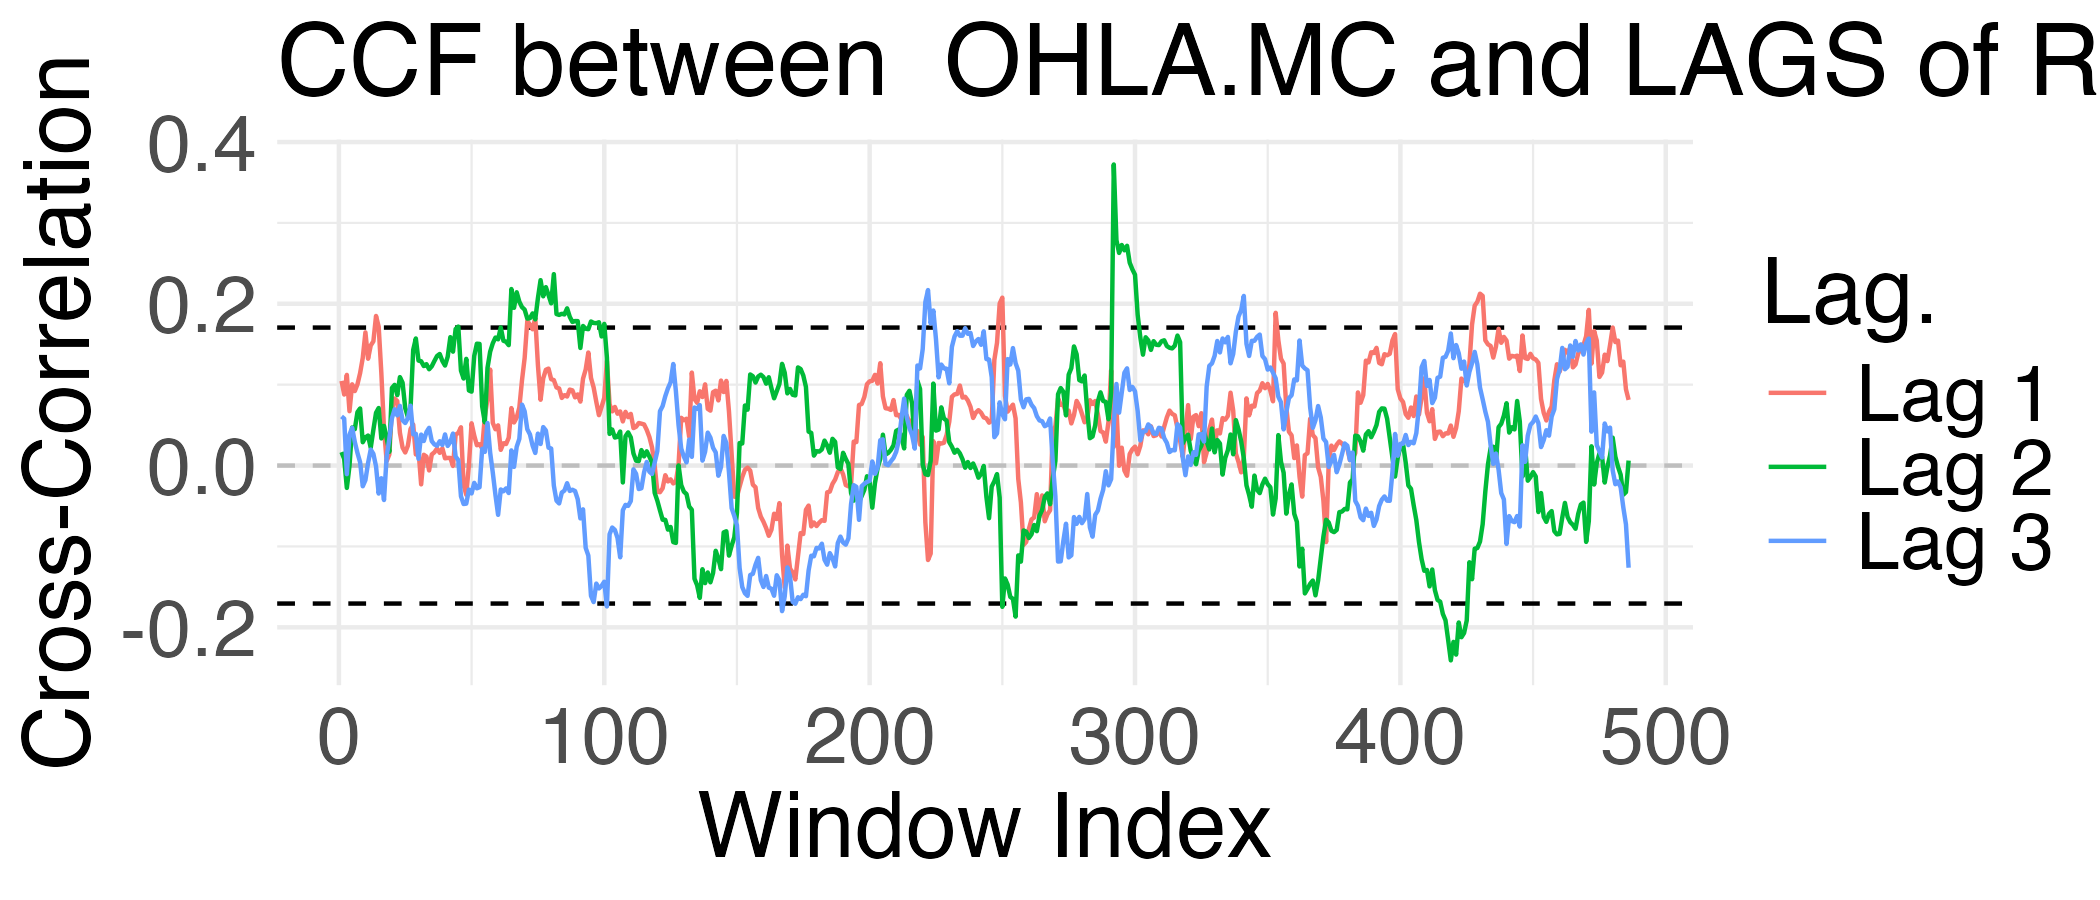 CCF between OHLA.MC and LAGS of R
Cross-Correlation
0.4
0.2
0.0
-0.2
0 100 200 300 400 500
Window Index
Lag.
Lag 1
Lag 2
Lag 3